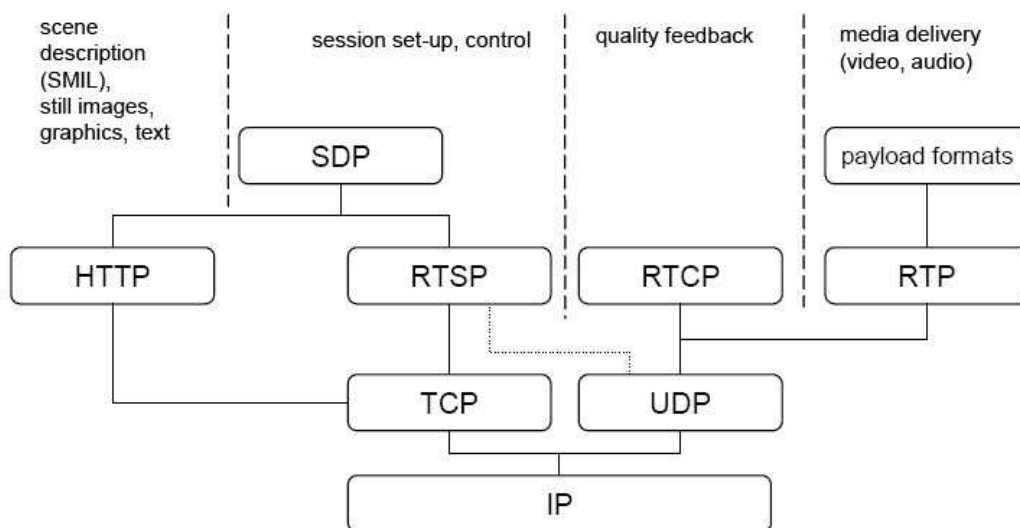 scene
description
(SMIL),
still images,
graphics, text
session set-up, control
quality feedback
media delivery
(video, audio)
SDP
payload formats
HTTP
RTSP
RTCP
RTP
TCP
UDP
IP